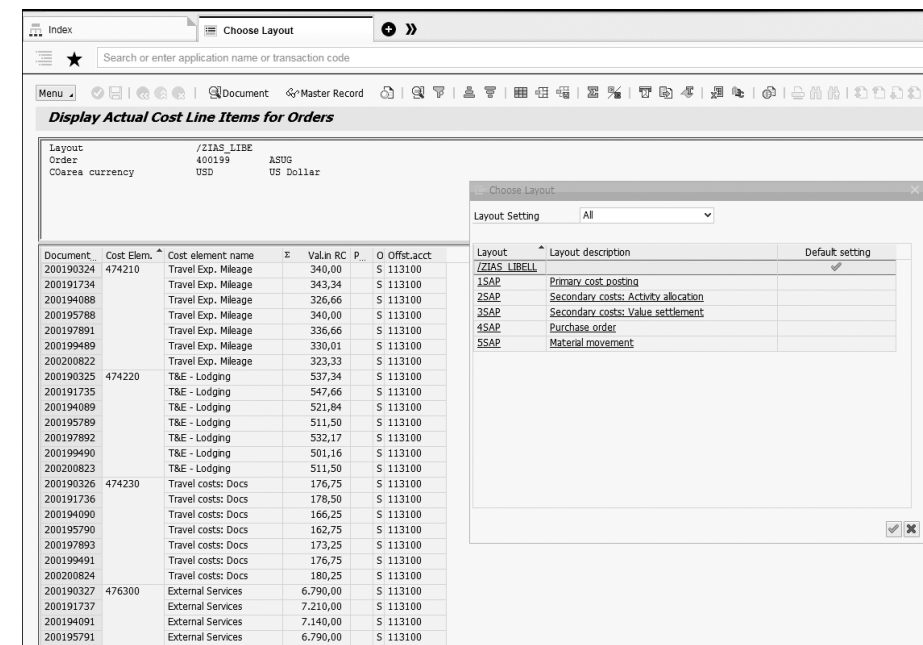 Index
Choose Layout
Search or enter application name or transaction code
Menu
Document
Master Record
Display Actual Cost Line Items for Orders
Layout /ZIAS_LIBE
Order 400199 ASUG
COarea currency USD US Dollar
Document Cost Elem. Cost element name Σ Val.in RC P... O Offst.acct
200190324 474210 Travel Exp. Mileage 340,00 S 113100
200191734 Travel Exp. Mileage 343,34 S 113100
200194088 Travel Exp. Mileage 326,66 S 113100
200195788 Travel Exp. Mileage 340,00 S 113100
200197891 Travel Exp. Mileage 336,66 S 113100
200199489 Travel Exp. Mileage 330,01 S 113100
200200822 Travel Exp. Mileage 323,33 S 113100
200190325 474220 T&E - Lodging 537,34 S 113100
200191735 T&E - Lodging 547,66 S 113100
200194089 T&E - Lodging 521,84 S 113100
200195789 T&E - Lodging 511,50 S 113100
200197892 T&E - Lodging 532,17 S 113100
200199490 T&E - Lodging 501,16 S 113100
200200823 T&E - Lodging 511,50 S 113100
200190326 474230 Travel costs: Docs 176,75 S 113100
200191736 Travel costs: Docs 178,50 S 113100
200194090 Travel costs: Docs 166,25 S 113100
200195790 Travel costs: Docs 162,75 S 113100
200197893 Travel costs: Docs 173,25 S 113100
200199491 Travel costs: Docs 176,75 S 113100
200200824 Travel costs: Docs 180,25 S 113100
200190327 476300 External Services 6.790,00 S 113100
200191737 External Services 7.210,00 S 113100
200194091 External Services 7.140,00 S 113100
200195791 External Services 6.790,00 S 113100
Choose Layout
Layout Setting All
Layout Layout description Default setting
/ZIAS_LIBELL
1SAP Primary cost posting
2SAP Secondary costs: Activity allocation
3SAP Secondary costs: Value settlement
4SAP Purchase order
5SAP Material movement